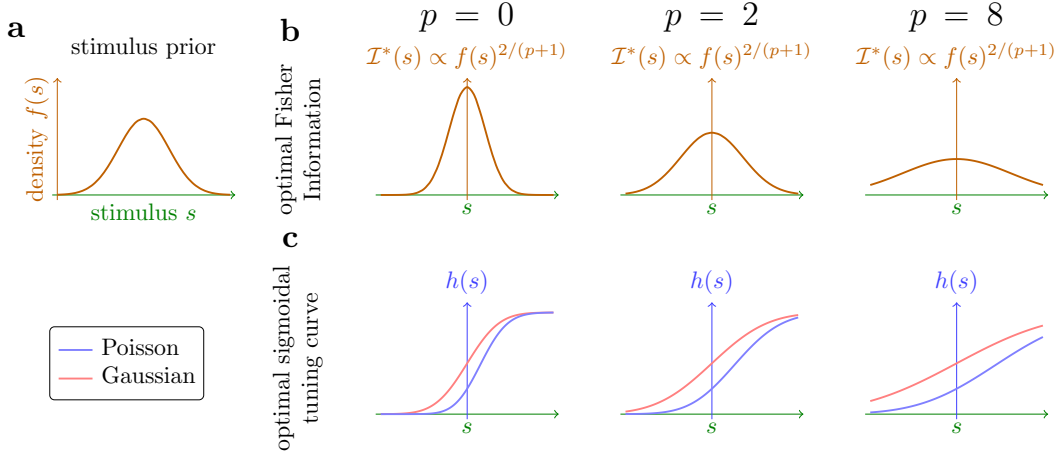 a
stimulus prior
density f(s)
stimulus s
b
p = 0
p = 2
p = 8
I*(s) ∝ f(s)^{2/(p+1)}
I*(s) ∝ f(s)^{2/(p+1)}
I*(s) ∝ f(s)^{2/(p+1)}
optimal Fisher
Information
s
s
s
c
optimal sigmoidal
tuning curve
h(s)
h(s)
h(s)
s
s
s
Poisson
Gaussian